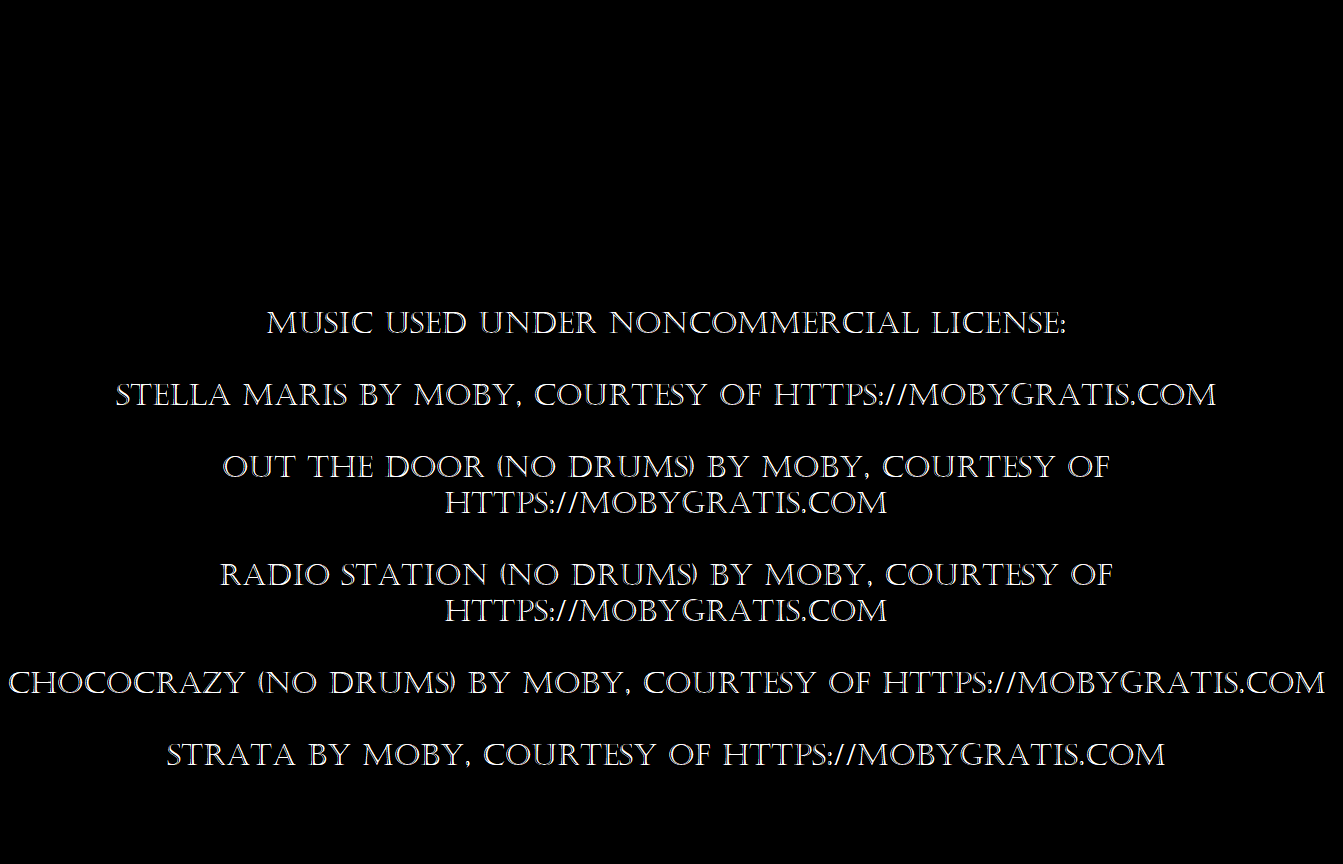 MUSIC USED UNDER NONCOMMERCIAL LICENSE:
STELLA MARIS BY MOBY, COURTESY OF HTTPS://MOBYGRATIS.COM
OUT THE DOOR (NO DRUMS) BY MOBY, COURTESY OF
HTTPS://MOBYGRATIS.COM
RADIO STATION (NO DRUMS) BY MOBY, COURTESY OF
HTTPS://MOBYGRATIS.COM
CHOCOCRAZY (NO DRUMS) BY MOBY, COURTESY OF HTTPS://MOBYGRATIS.COM
STRATA BY MOBY, COURTESY OF HTTPS://MOBYGRATIS.COM